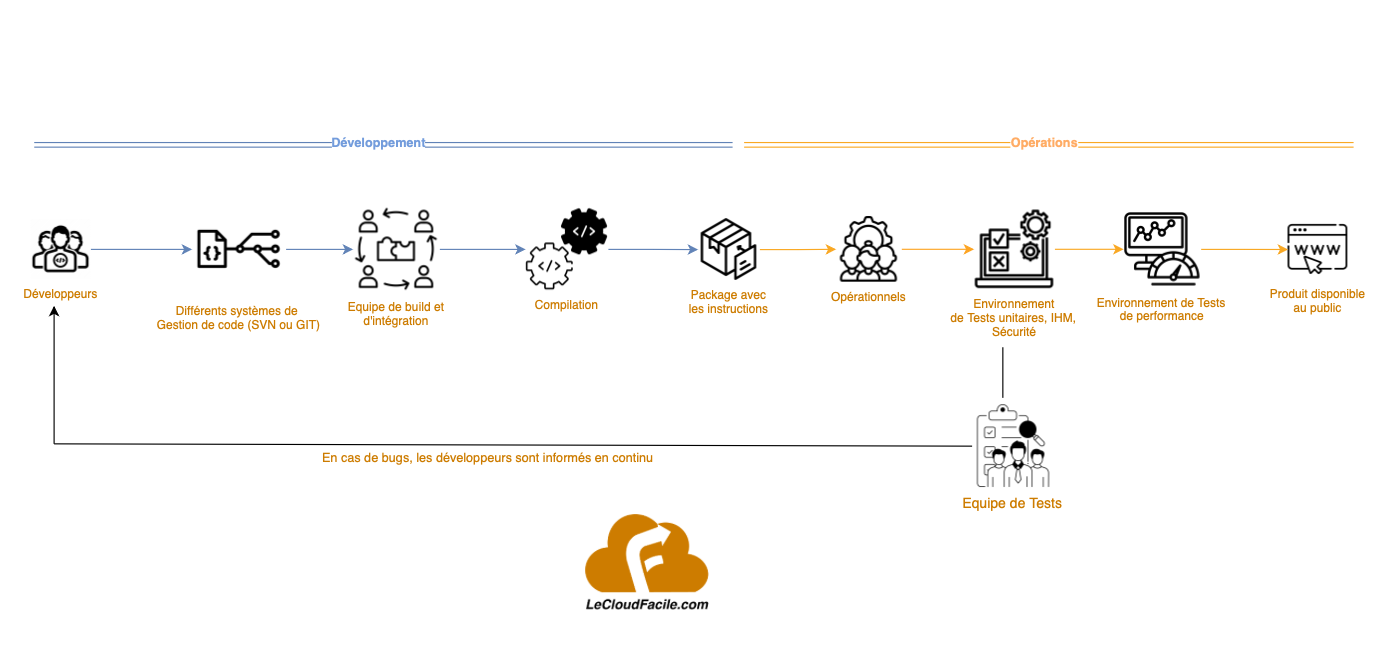 Développement
Opérations
Développeurs
Différents systèmes de
Gestion de code (SVN ou GIT)
Equipe de build et
d'intégration
Compilation
Package avec
les instructions
Opérationnels
Environnement
de Tests unitaires, IHM,
Sécurité
Environnement de Tests
de performance
WWW
Produit disponible
au public
En cas de bugs, les développeurs sont informés en continu
Equipe de Tests
LeCloudFacile.com